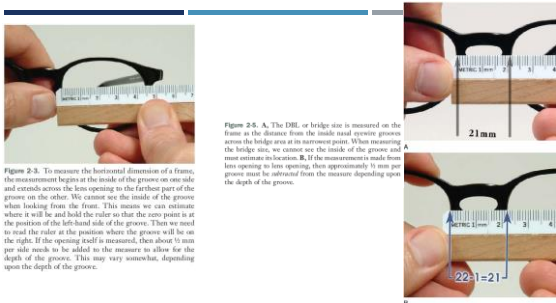 METRIC 1 mm 2 3 4 5 6 7
Figure 2-3. To measure the horizontal dimension of a frame,
the measurement begins at the inside of the groove on one side
and extends across the lens opening to the farthest part of the
groove on the other. We cannot see the inside of the groove
when looking from the front. This means we can estimate
where it will be and hold the ruler so that the zero point is at
the position of the left-hand side of the groove. Then we need
to read the ruler at the position where the groove will be on
the right. If the opening itself is measured, then about ½ mm
per side needs to be added to the measure to allow for the
depth of the groove. This may vary somewhat, depending
upon the depth of the groove.
Figure 2-5. A, The DBL or bridge size is measured on the
frame as the distance from the inside nasal eyewire grooves
across the bridge area at its narrowest point. When measuring
the bridge size, we cannot see the inside of the groove and
must estimate its location. B, If the measurement is made from
lens opening to lens opening, then approximately ½ mm per
groove must be subtracted from the measure depending upon
the depth of the groove.
METRIC 1 mm 2 3 4
21mm
A
METRIC 1 mm 2 3 4
22-1=21
B